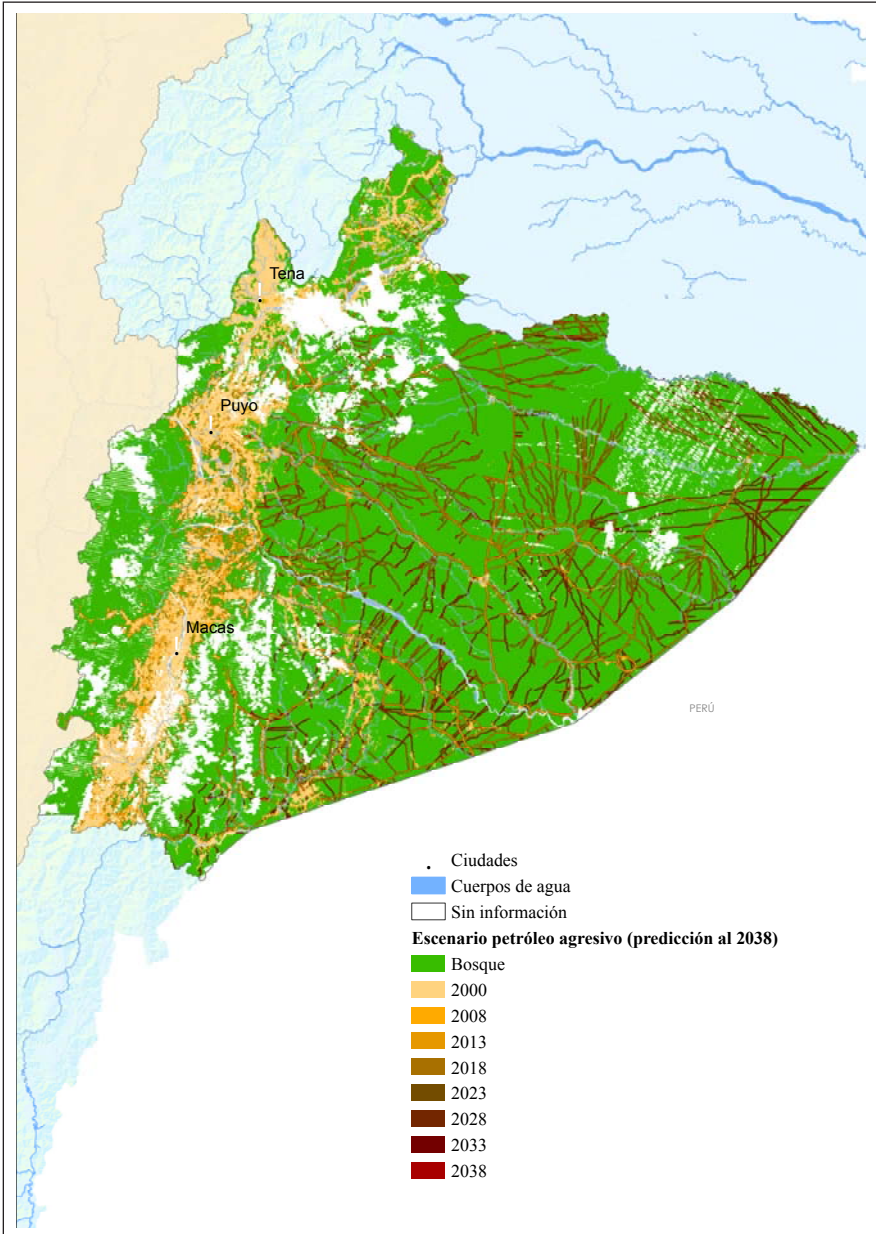 Tena
Puyo
Macas
PERÚ
Ciudades
Cuerpos de agua
Sin información
Escenario petróleo agresivo (predicción al 2038)
Bosque
2000
2008
2013
2018
2023
2028
2033
2038